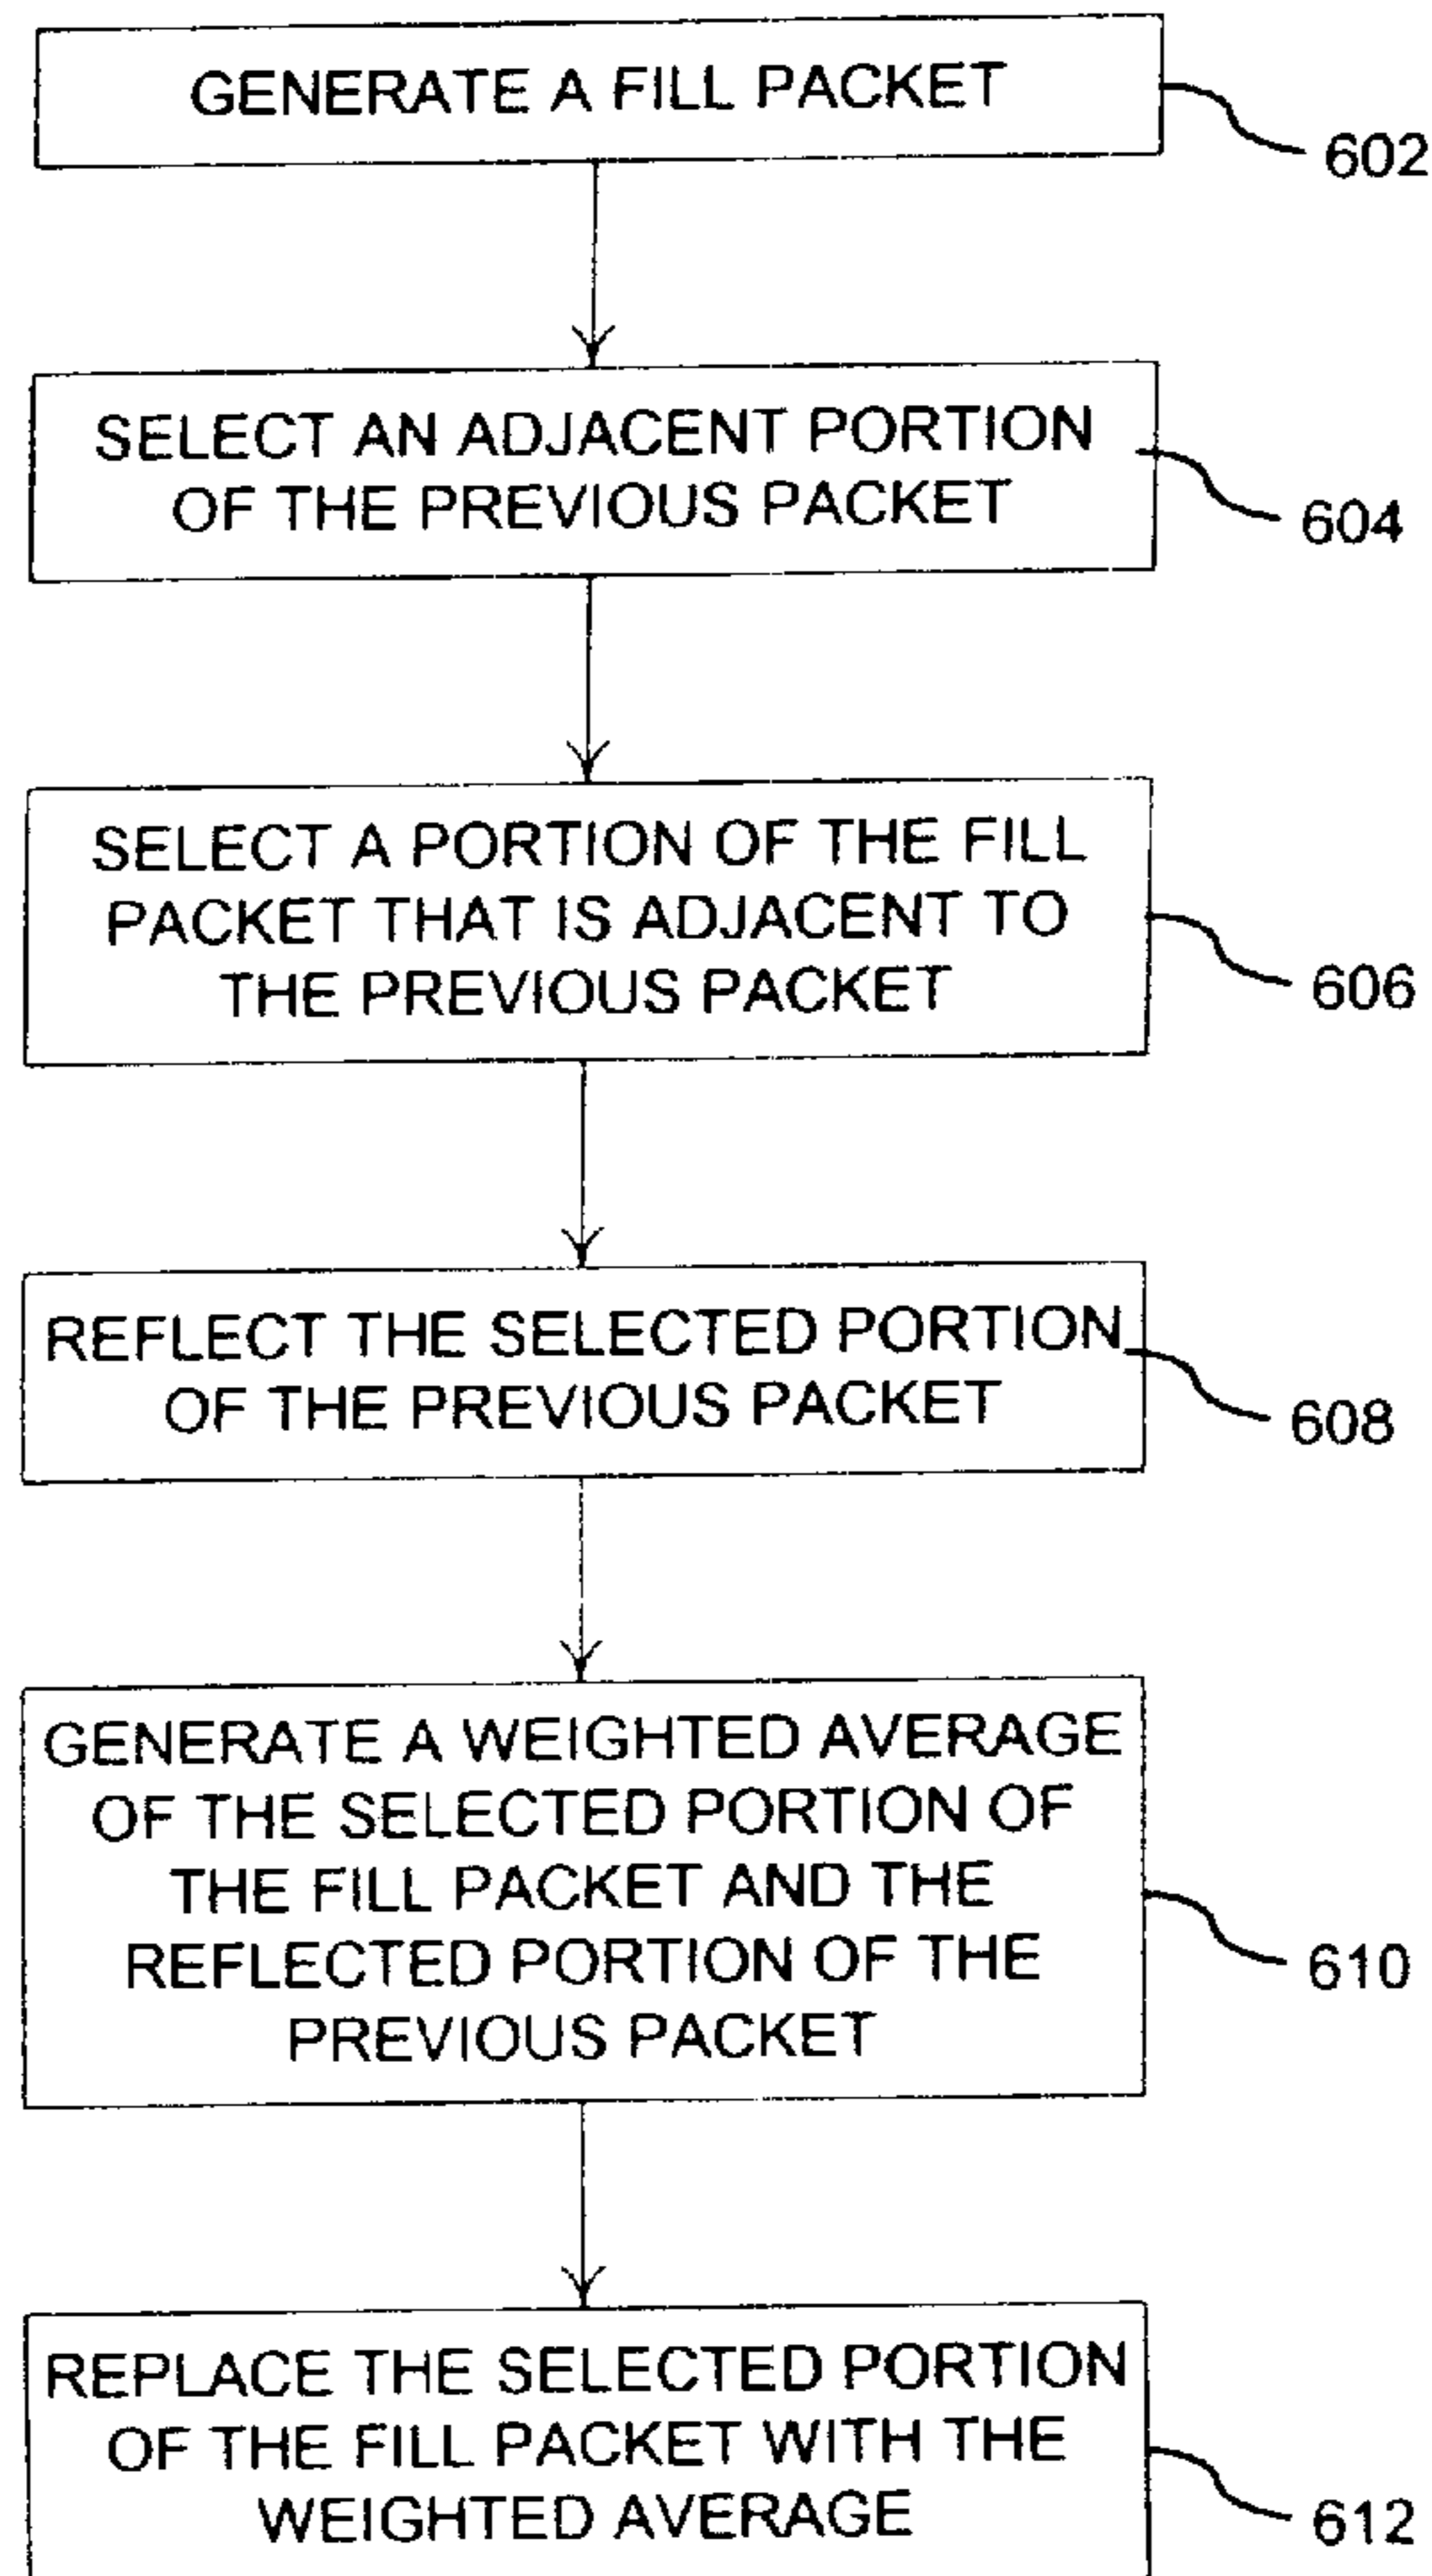 GENERATE A FILL PACKET
602
SELECT AN ADJACENT PORTION
OF THE PREVIOUS PACKET
604
SELECT A PORTION OF THE FILL
PACKET THAT IS ADJACENT TO
THE PREVIOUS PACKET
606
REFLECT THE SELECTED PORTION
OF THE PREVIOUS PACKET
608
GENERATE A WEIGHTED AVERAGE
OF THE SELECTED PORTION OF
THE FILL PACKET AND THE
REFLECTED PORTION OF THE
PREVIOUS PACKET
610
REPLACE THE SELECTED PORTION
OF THE FILL PACKET WITH THE
WEIGHTED AVERAGE
612